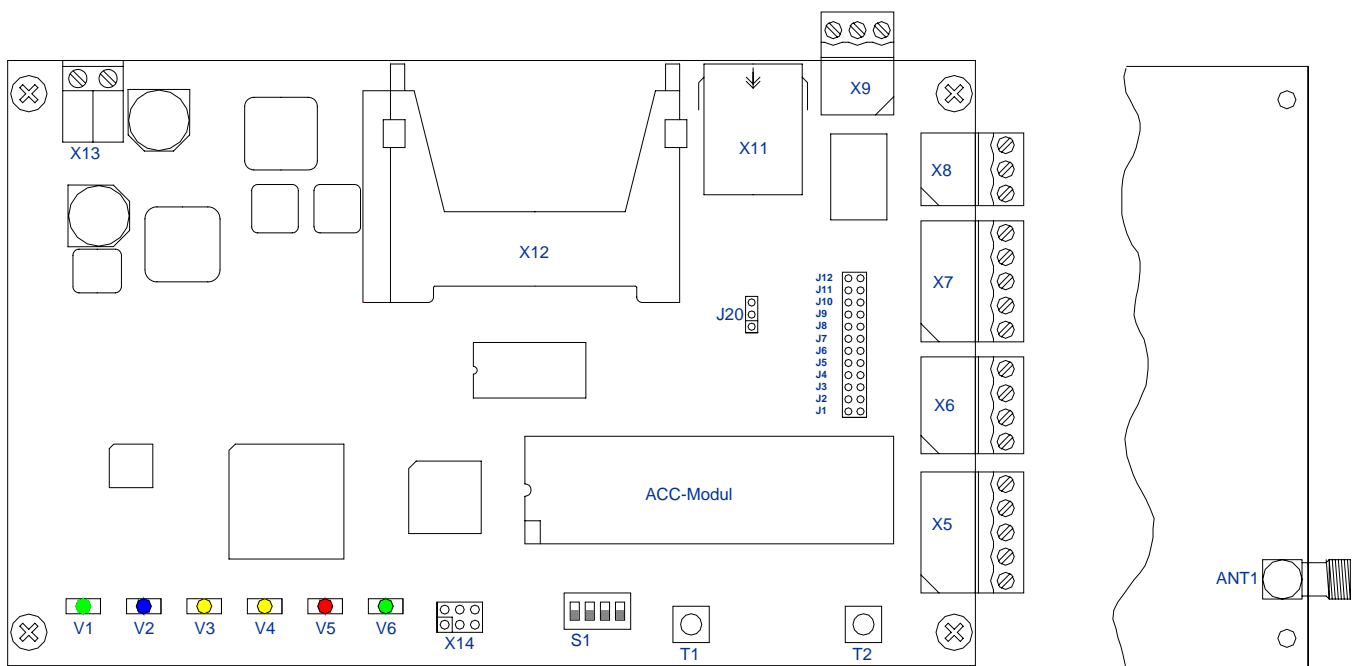 X9
X13
X11
X8
X12
X7
J12
J11
J10
J9
J8
J7
J6
J5
J4
J3
J2
J1
J20
X6
ACC-Modul
X5
ANT1
V1 V2 V3 V4 V5 V6
X14
S1
T1
T2